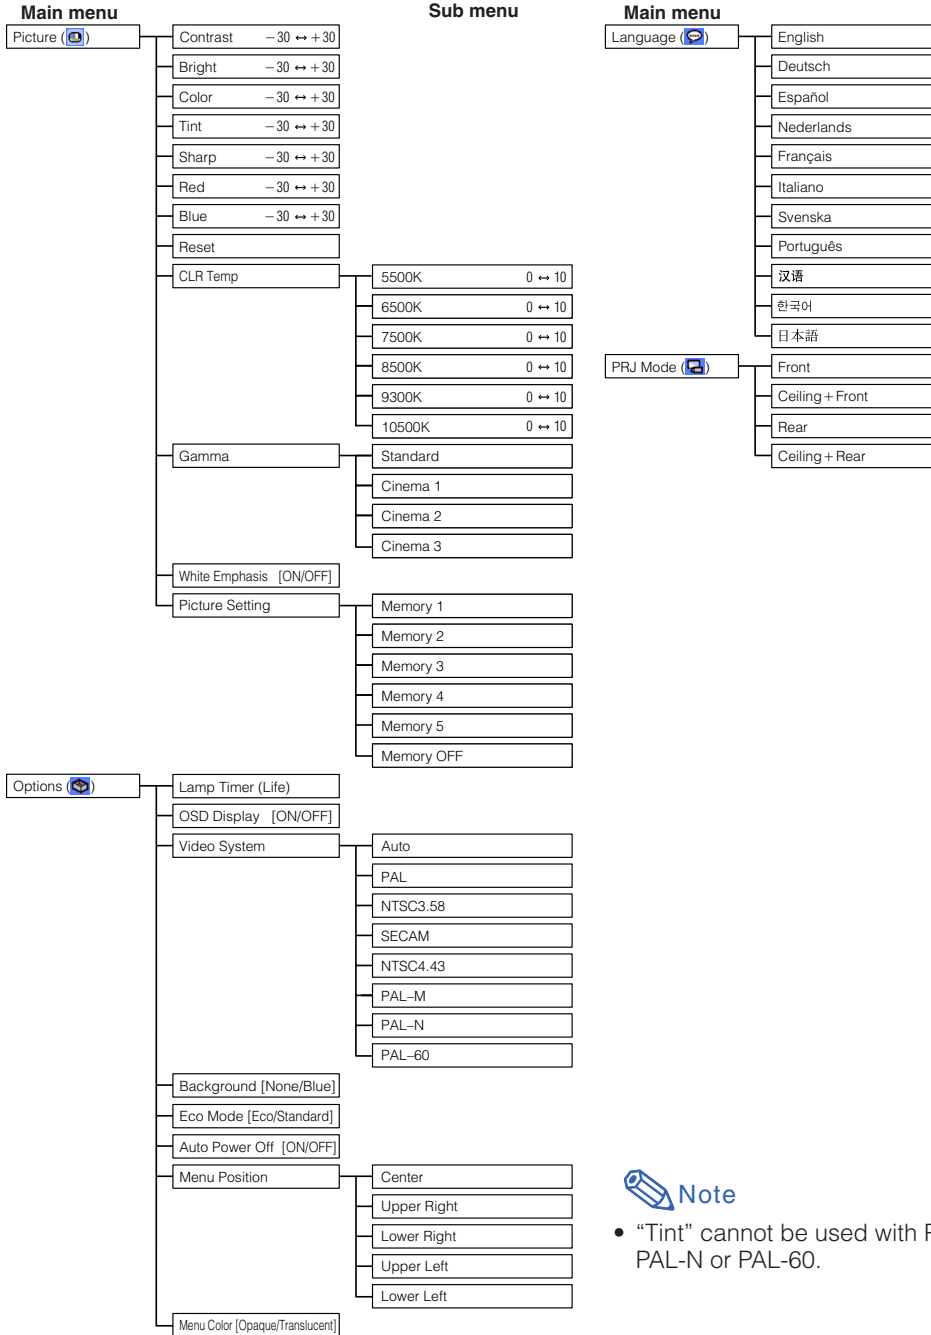 Main menu
Sub menu
Picture ( )
Contrast −30 ↔ +30
Bright −30 ↔ +30
Color −30 ↔ +30
Tint −30 ↔ +30
Sharp −30 ↔ +30
Red −30 ↔ +30
Blue −30 ↔ +30
Reset
CLR Temp
5500K 0 ↔ 10
6500K 0 ↔ 10
7500K 0 ↔ 10
8500K 0 ↔ 10
9300K 0 ↔ 10
10500K 0 ↔ 10
Gamma
Standard
Cinema 1
Cinema 2
Cinema 3
White Emphasis [ON/OFF]
Picture Setting
Memory 1
Memory 2
Memory 3
Memory 4
Memory 5
Memory OFF
Options ( )
Lamp Timer (Life)
OSD Display [ON/OFF]
Video System
Auto
PAL
NTSC3.58
SECAM
NTSC4.43
PAL–M
PAL–N
PAL–60
Background [None/Blue]
Eco Mode [Eco/Standard]
Auto Power Off [ON/OFF]
Menu Position
Center
Upper Right
Lower Right
Upper Left
Lower Left
Menu Color [Opaque/Translucent]
Main menu
Language ( )
English
Deutsch
Español
Nederlands
Français
Italiano
Svenska
Português
汉语
한국어
日本語
PRJ Mode ( )
Front
Ceiling+Front
Rear
Ceiling+Rear
Note
• “Tint” cannot be used with
PAL-N or PAL-60.